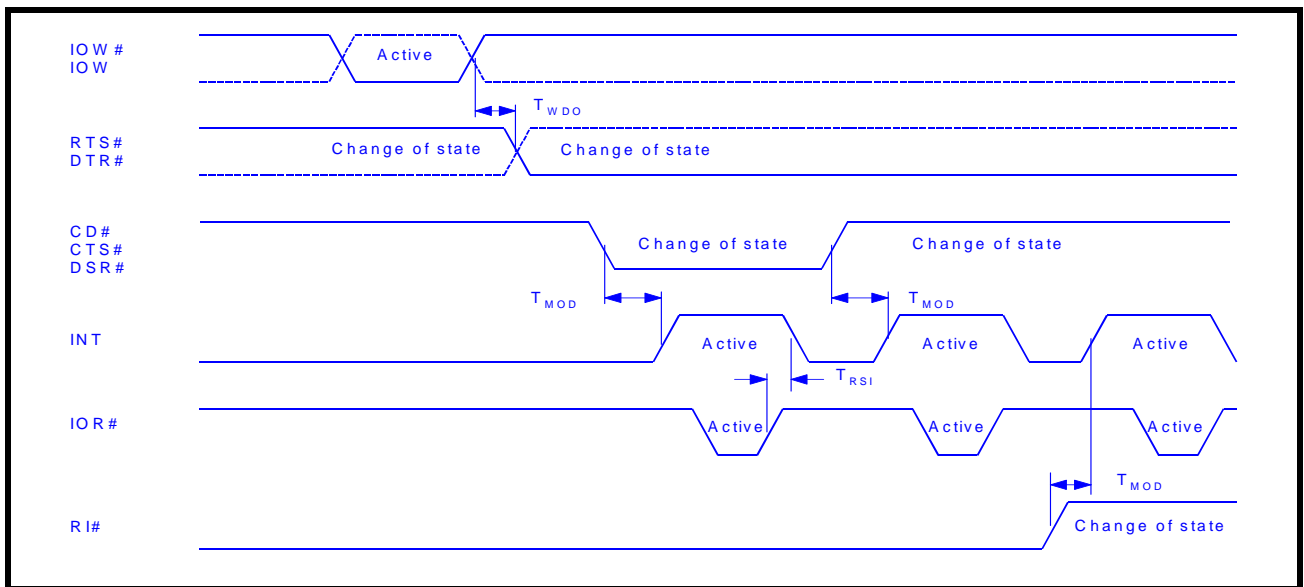 IOW#
IOW
Active
TWDO
RTS#
DTR#
Change of state
Change of state
CD#
CTS#
DSR#
Change of state
Change of state
TMOD
TMOD
INT
Active
Active
Active
TRSI
IOR#
Active
Active
Active
TMOD
RI#
Change of state